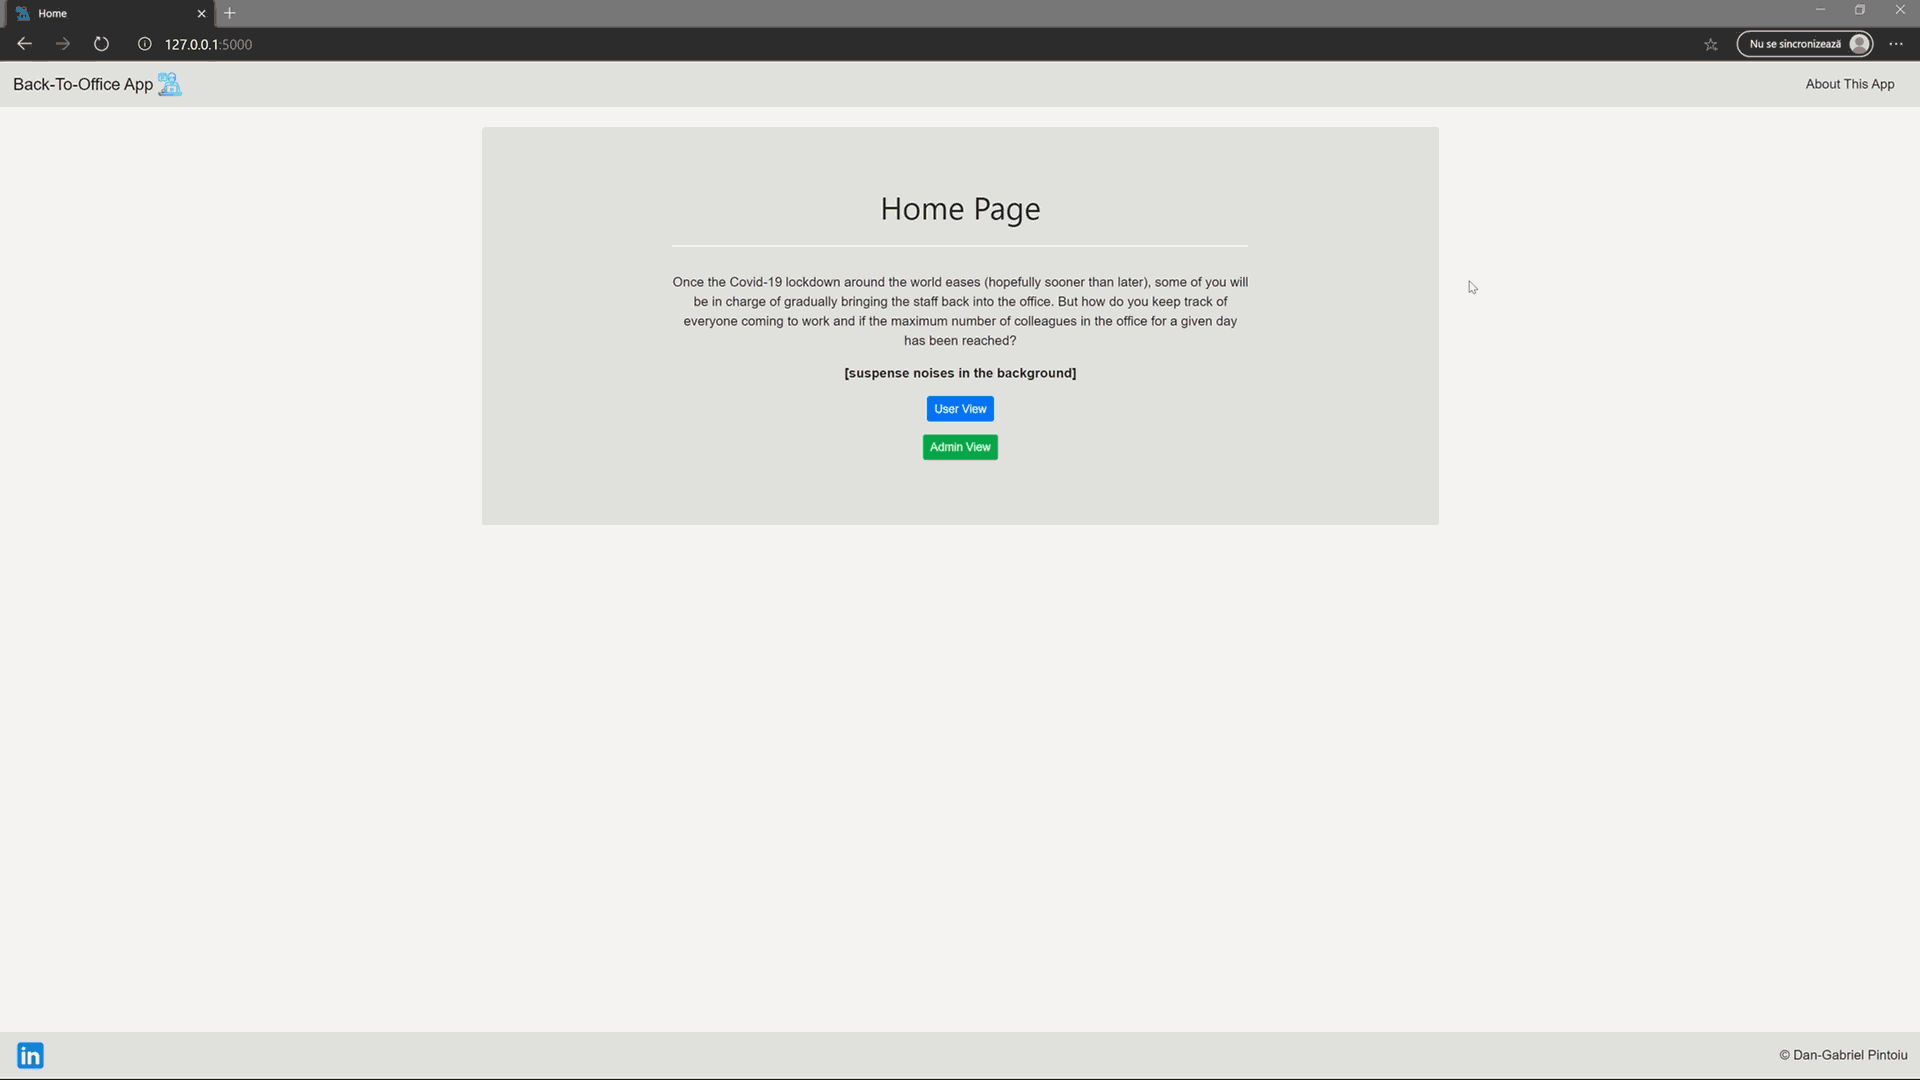 Home
127.0.0.1:5000
Nu se sincronizează
Back-To-Office App
About This App
Home Page
Once the Covid-19 lockdown around the world eases (hopefully sooner than later), some of you will
be in charge of gradually bringing the staff back into the office. But how do you keep track of
everyone coming to work and if the maximum number of colleagues in the office for a given day
has been reached?
[suspense noises in the background]
User View
Admin View
in
© Dan-Gabriel Pintoiu